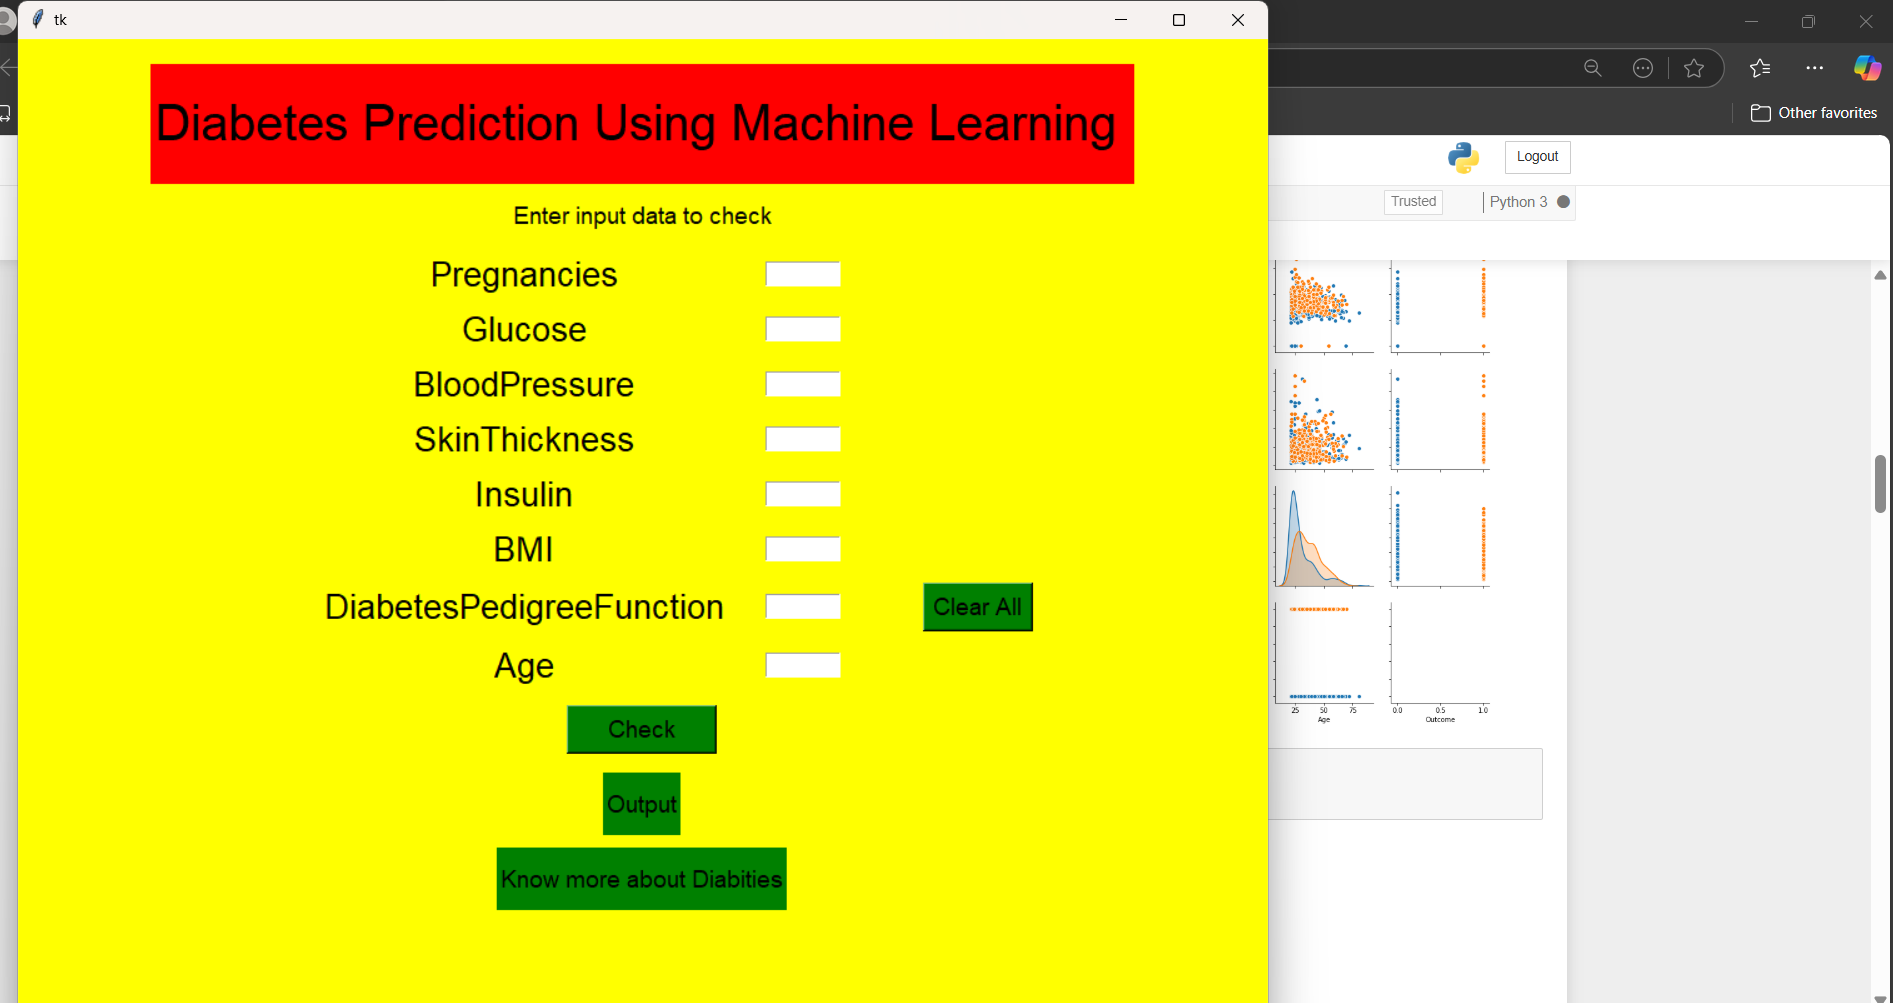 tk
Diabetes Prediction Using Machine Learning
Enter input data to check
Pregnancies
Glucose
BloodPressure
SkinThickness
Insulin
BMI
DiabetesPedigreeFunction
Clear All
Age
Check
Output
Know more about Diabities
Other favorites
Logout
Trusted
Python 3
25 50 75
Age
0.0 0.5 1.0
Outcome